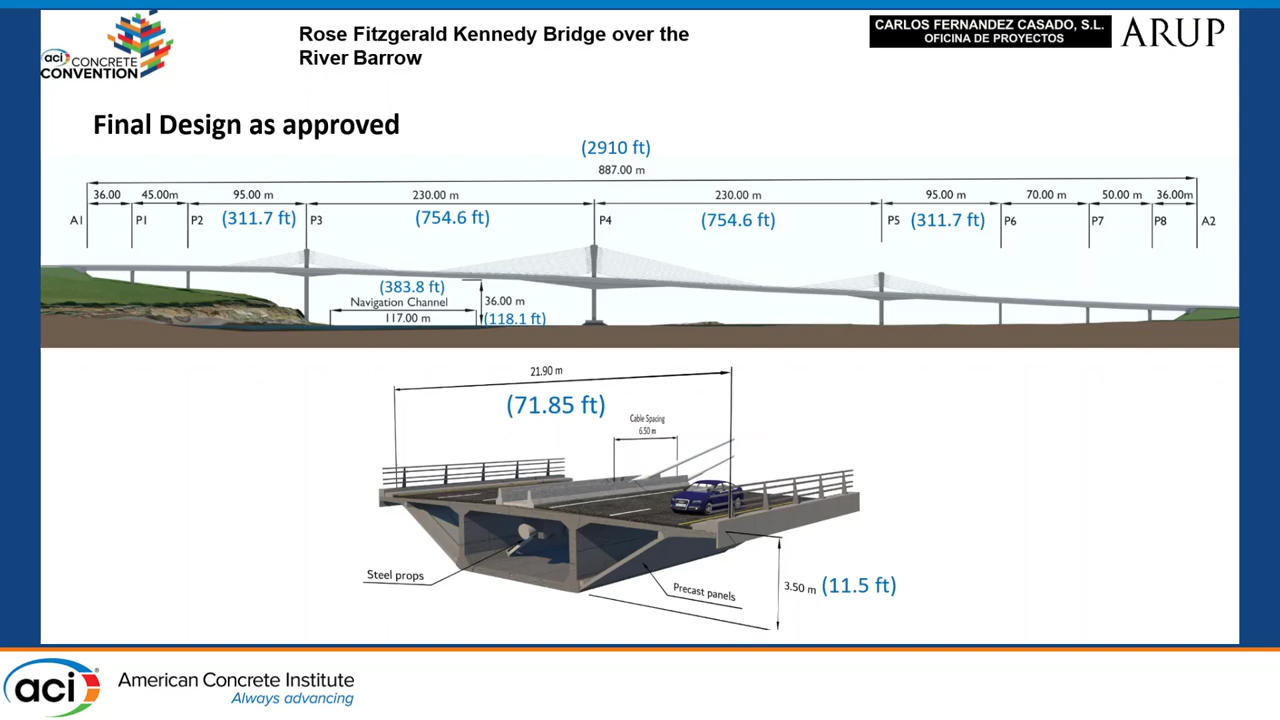 Rose Fitzgerald Kennedy Bridge over the
River Barrow
CARLOS FERNANDEZ CASADO, S.L.
OFICINA DE PROYECTOS
ARUP
aci CONCRETE
CONVENTION
Final Design as approved
(2910 ft)
887.00 m
36.00 45.00m 95.00 m 230.00 m 230.00 m 95.00 m 70.00 m 50.00 m 36.00m
A1 P1 P2 (311.7 ft) P3 (754.6 ft) P4 (754.6 ft) P5 (311.7 ft) P6 P7 P8 A2
(383.8 ft)
Navigation Channel
117.00 m
36.00 m
(118.1 ft)
21.90 m
(71.85 ft)
Cable Spacing
6.50 m
Steel props
Precast panels
3.50 m (11.5 ft)
aci ® American Concrete Institute
Always advancing